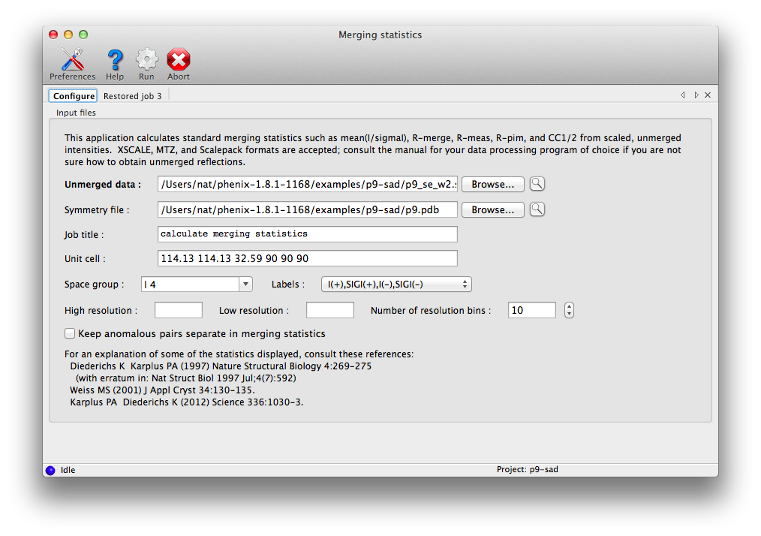 Merging statistics
Preferences Help Run Abort
Configure Restored job 3
Input files
This application calculates standard merging statistics such as mean(I/sigmaI), R-merge, R-meas, R-pim, and CC1/2 from scaled, unmerged
intensities. XSCALE, MTZ, and Scalepack formats are accepted; consult the manual for your data processing program of choice if you are not
sure how to obtain unmerged reflections.
Unmerged data : /Users/nat/phenix-1.8.1-1168/examples/p9-sad/p9_se_w2.s Browse...
Symmetry file : /Users/nat/phenix-1.8.1-1168/examples/p9-sad/p9.pdb Browse...
Job title : calculate merging statistics
Unit cell : 114.13 114.13 32.59 90 90 90
Space group : I 4 Labels : I(+),SIGI(+),I(-),SIGI(-)
High resolution : Low resolution : Number of resolution bins : 10
Keep anomalous pairs separate in merging statistics
For an explanation of some of the statistics displayed, consult these references:
Diederichs K Karplus PA (1997) Nature Structural Biology 4:269-275
(with erratum in: Nat Struct Biol 1997 Jul;4(7):592)
Weiss MS (2001) J Appl Cryst 34:130-135.
Karplus PA Diederichs K (2012) Science 336:1030-3.
Idle Project: p9-sad